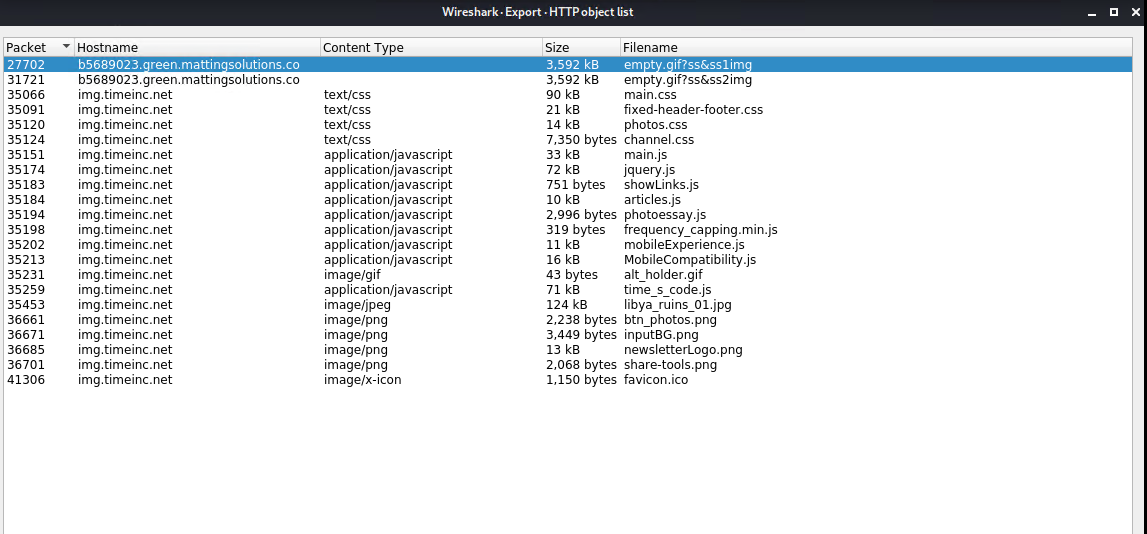 Wireshark · Export · HTTP object list
Packet Hostname Content Type Size Filename
27702 b5689023.green.mattingsolutions.co 3,592 kB empty.gif?ss&ss1img
31721 b5689023.green.mattingsolutions.co 3,592 kB empty.gif?ss&ss2img
35066 img.timeinc.net text/css 90 kB main.css
35091 img.timeinc.net text/css 21 kB fixed-header-footer.css
35120 img.timeinc.net text/css 14 kB photos.css
35124 img.timeinc.net text/css 7,350 bytes channel.css
35151 img.timeinc.net application/javascript 33 kB main.js
35174 img.timeinc.net application/javascript 72 kB jquery.js
35183 img.timeinc.net application/javascript 751 bytes showLinks.js
35184 img.timeinc.net application/javascript 10 kB articles.js
35194 img.timeinc.net application/javascript 2,996 bytes photoessay.js
35198 img.timeinc.net application/javascript 319 bytes frequency_capping.min.js
35202 img.timeinc.net application/javascript 11 kB mobileExperience.js
35213 img.timeinc.net application/javascript 16 kB MobileCompatibility.js
35231 img.timeinc.net image/gif 43 bytes alt_holder.gif
35259 img.timeinc.net application/javascript 71 kB time_s_code.js
35453 img.timeinc.net image/jpeg 124 kB libya_ruins_01.jpg
36661 img.timeinc.net image/png 2,238 bytes btn_photos.png
36671 img.timeinc.net image/png 3,449 bytes inputBG.png
36685 img.timeinc.net image/png 13 kB newsletterLogo.png
36701 img.timeinc.net image/png 2,068 bytes share-tools.png
41306 img.timeinc.net image/x-icon 1,150 bytes favicon.ico